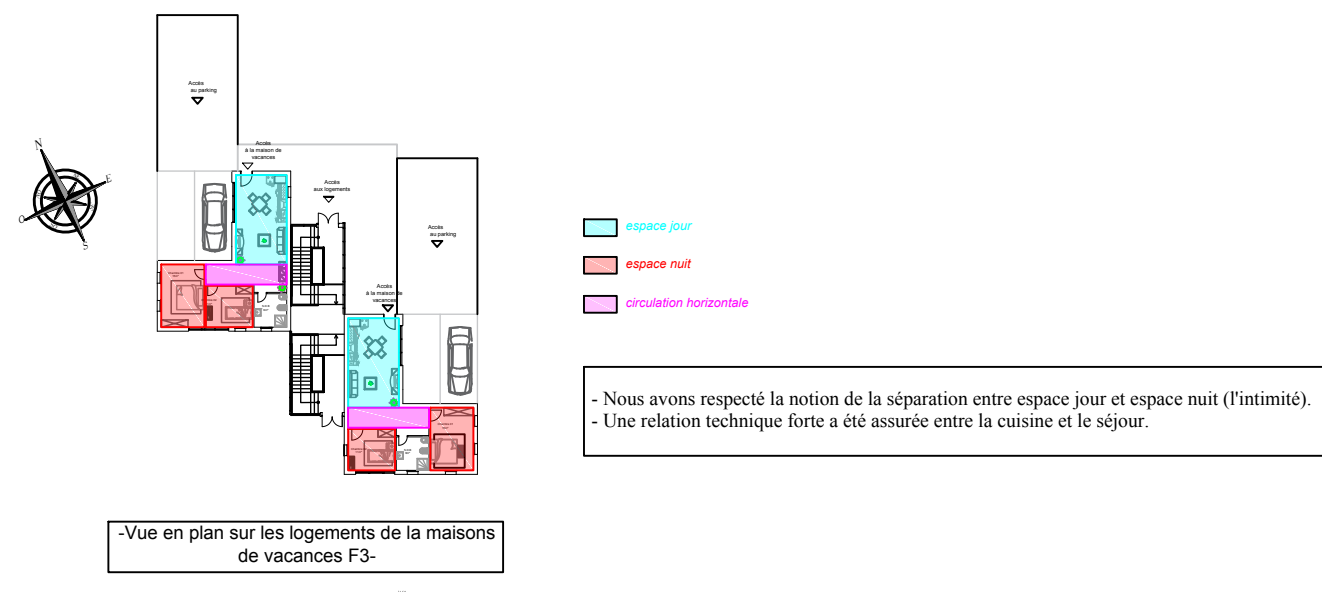 Accès
au parking
N
E
O
S
Accès
à la maison de
vacances
Accès
aux logements
Accès
au parking
Accès
à la maison de
vacances
espace jour
espace nuit
circulation horizontale
- Nous avons respecté la notion de la séparation entre espace jour et espace nuit (l'intimité).
- Une relation technique forte a été assurée entre la cuisine et le séjour.
-Vue en plan sur les logements de la maisons
de vacances F3-